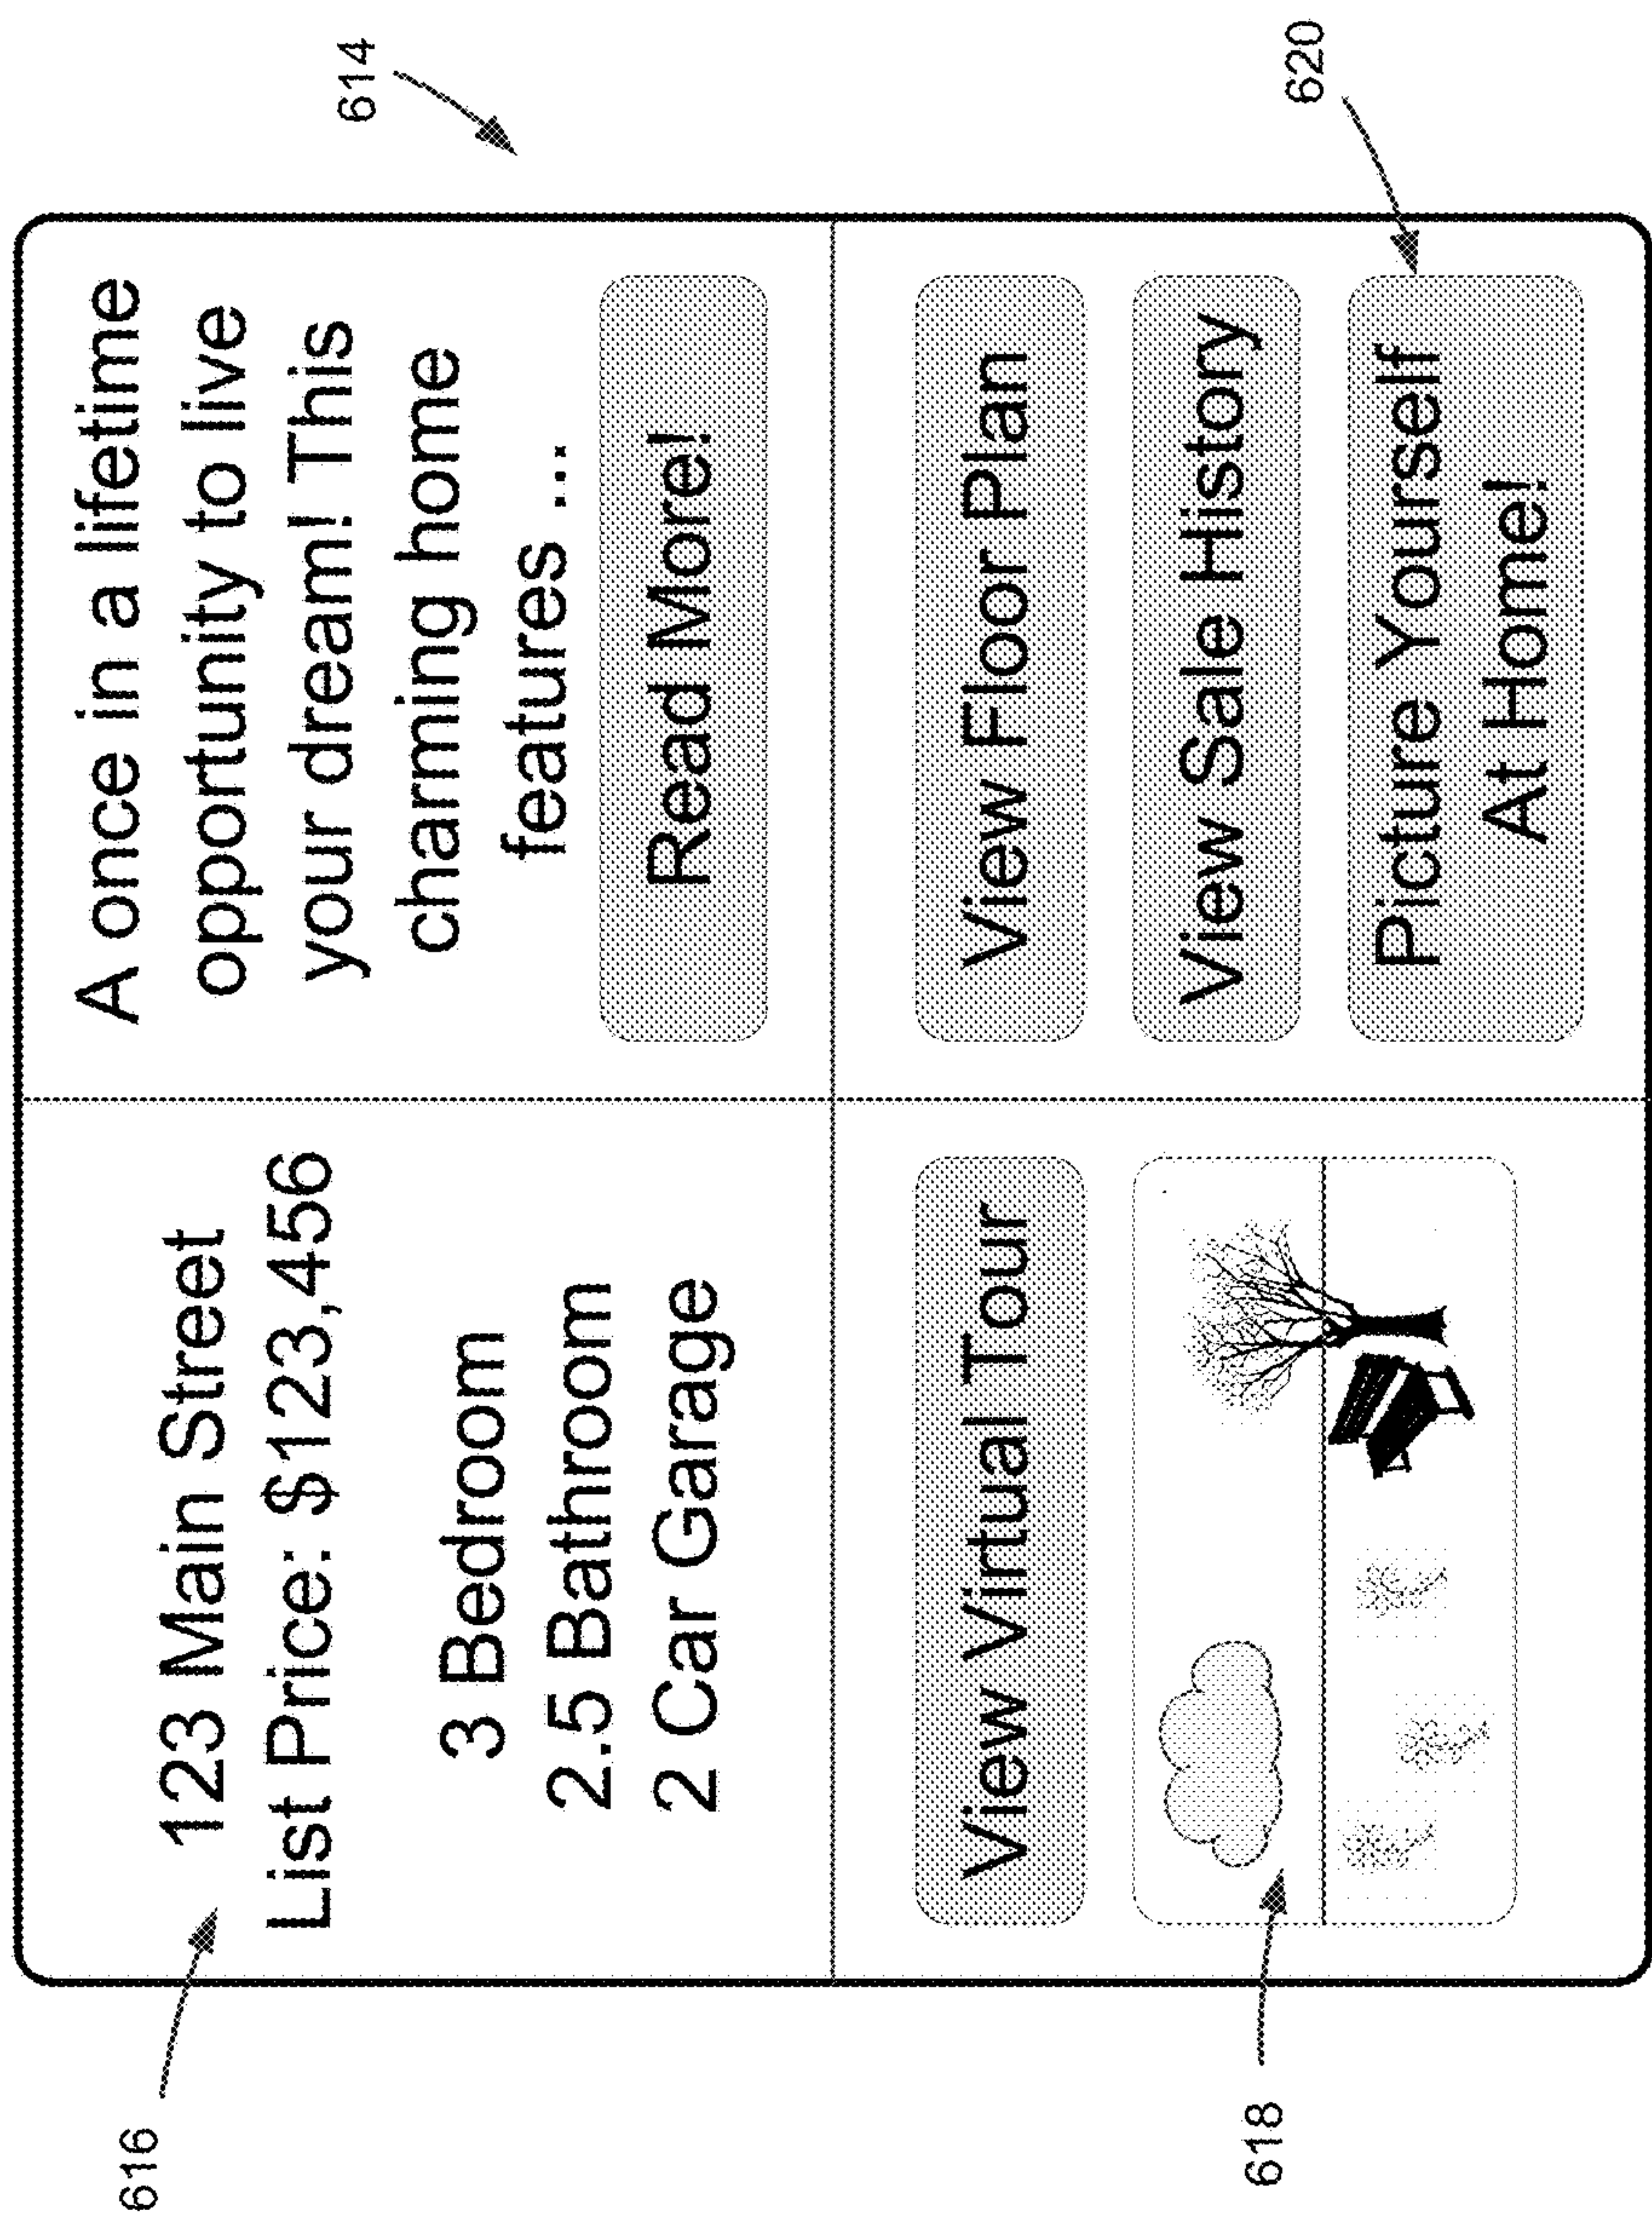 614
616
123 Main Street
List Price: $123,456
3 Bedroom
2.5 Bathroom
2 Car Garage
A once in a lifetime
opportunity to live
your dream! This
charming home
features ...
Read More!
View Virtual Tour
618
View Floor Plan
View Sale History
Picture Yourself
At Home!
620